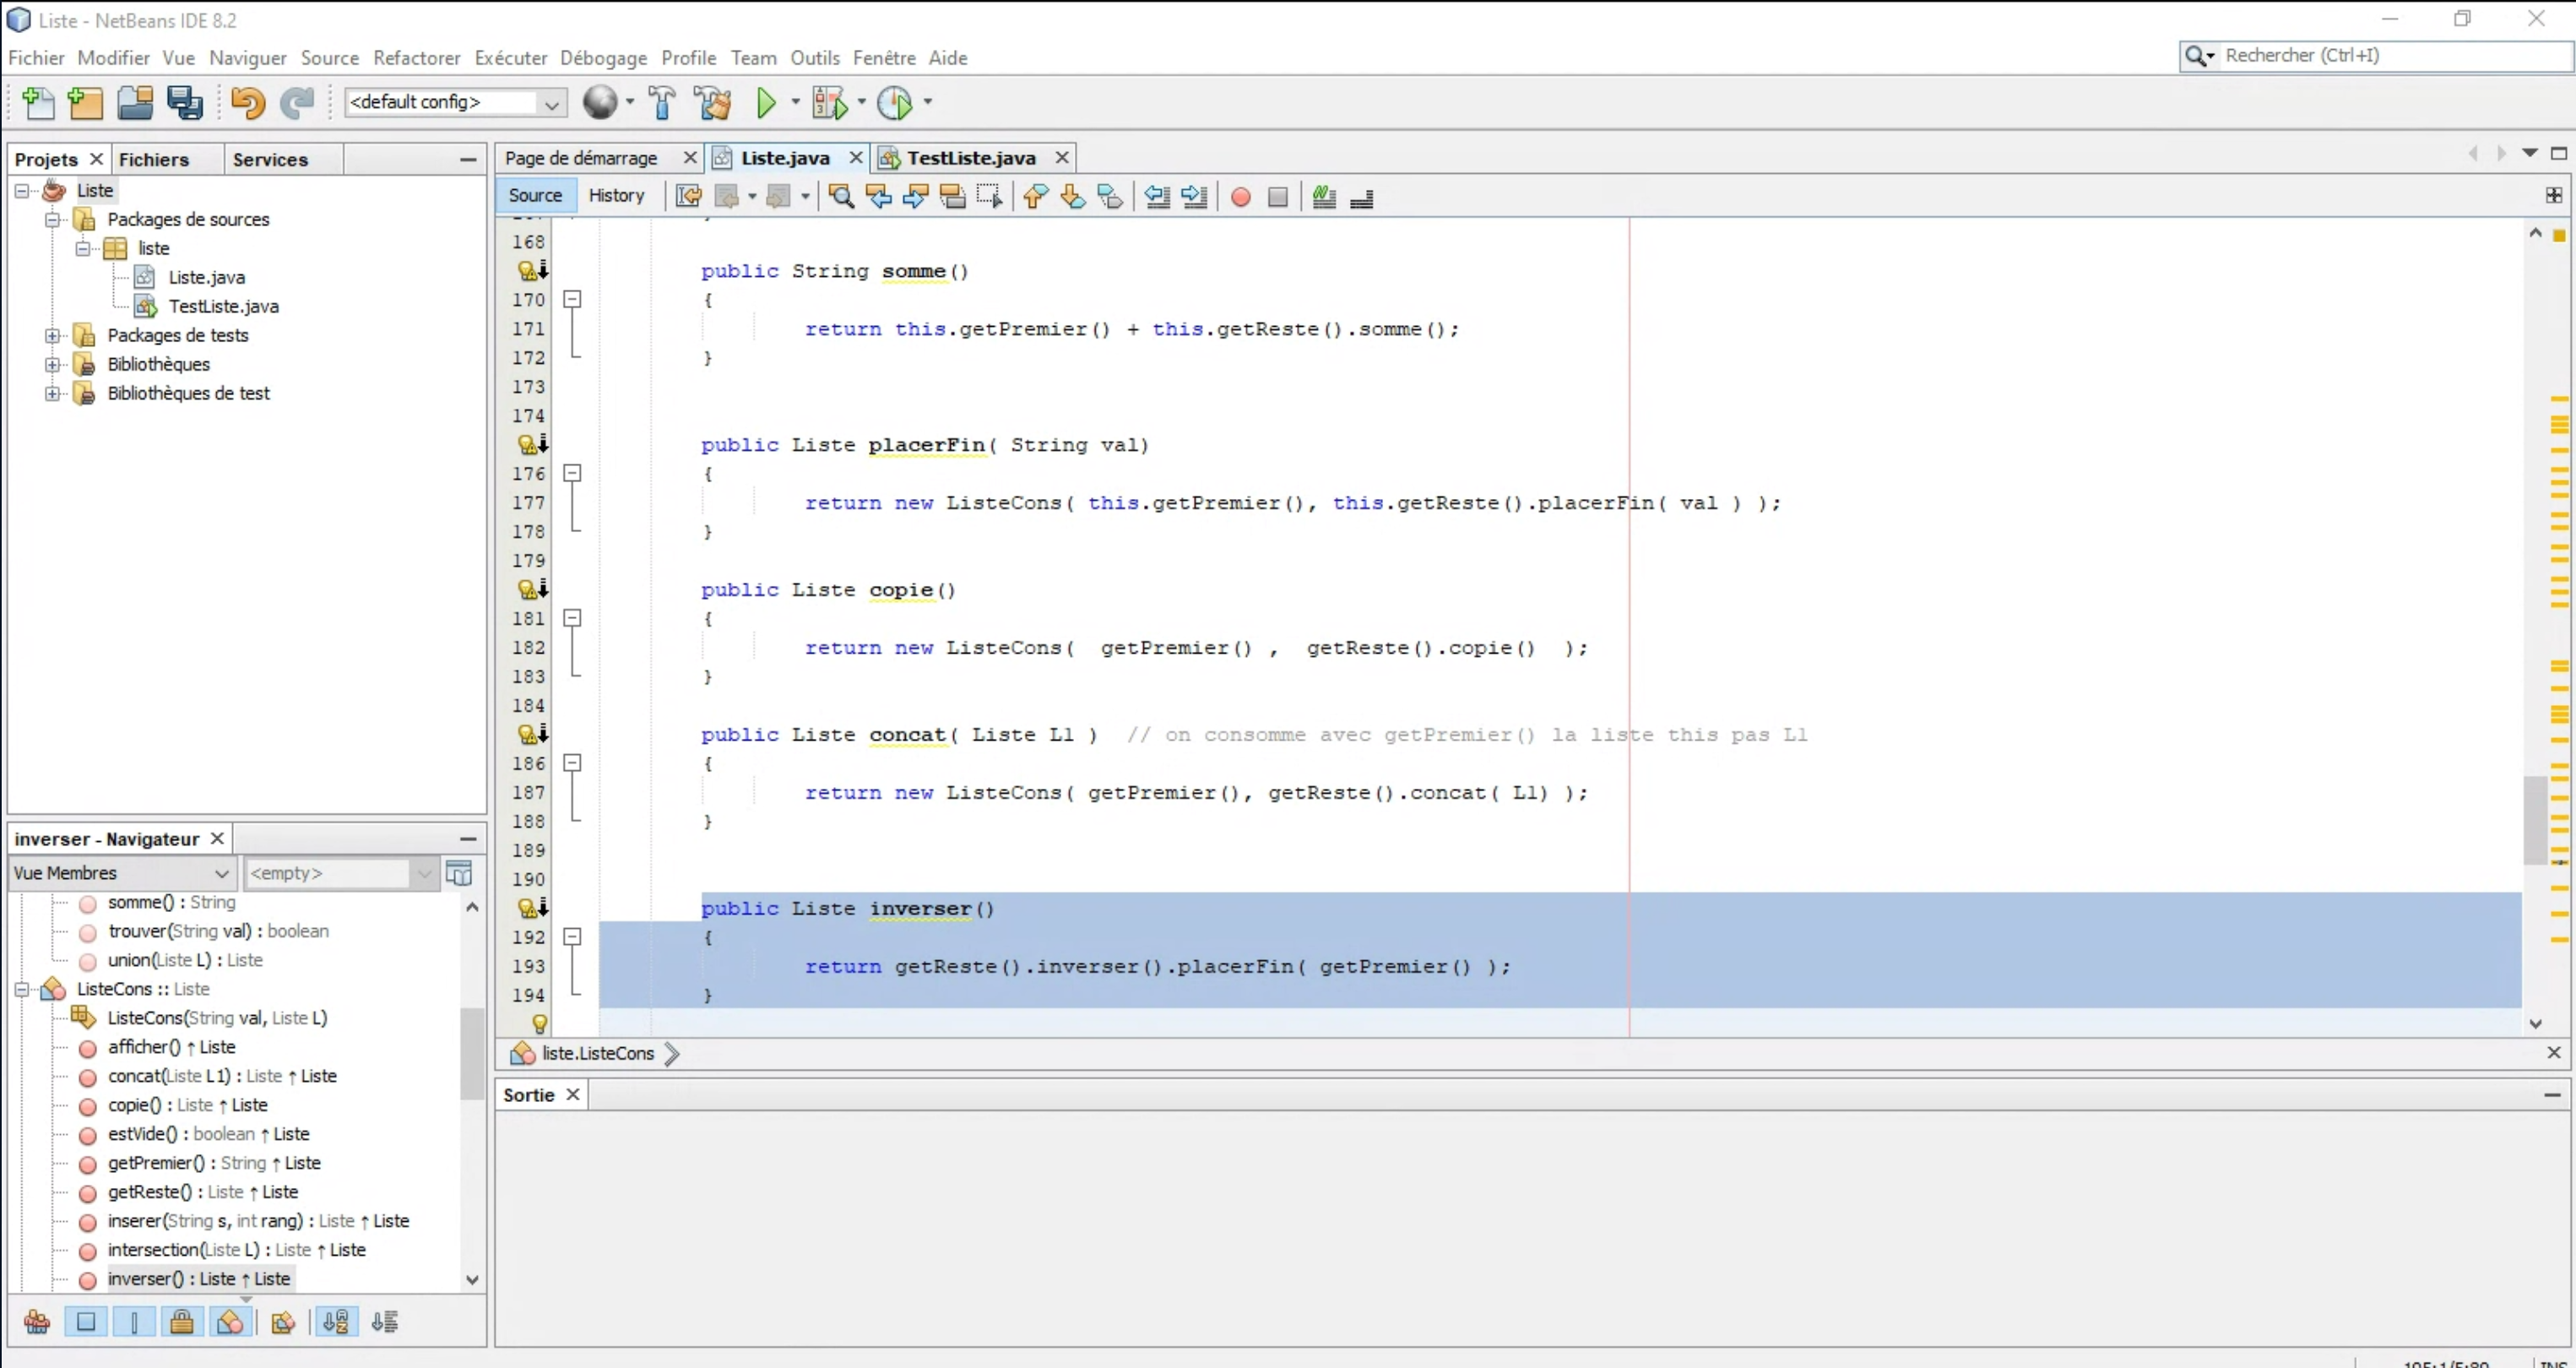 Liste - NetBeans IDE 8.2
Fichier Modifier Vue Naviguer Source Refactorer Exécuter Débogage Profile Team Outils Fenêtre Aide
Rechercher (Ctrl+I)
<default config>
Projets Fichiers Services
Liste
Packages de sources
liste
Liste.java
TestListe.java
Packages de tests
Bibliothèques
Bibliothèques de test
Page de démarrage Liste.java TestListe.java
Source History
168
public String somme()
170 {
171 return this.getPremier() + this.getReste().somme();
172 }
173
174
public Liste placerFin( String val)
176 {
177 return new ListeCons( this.getPremier(), this.getReste().placerFin( val ) );
178 }
179
public Liste copie()
181 {
182 return new ListeCons(  getPremier() ,  getReste().copie()  );
183 }
184
public Liste concat( Liste L1 )  // on consomme avec getPremier() la liste this pas L1
186 {
187 return new ListeCons( getPremier(), getReste().concat( L1) );
188 }
189
190
public Liste inverser()
192 {
193 return getReste().inverser().placerFin( getPremier() );
194 }
liste.ListeCons
inverser - Navigateur
Vue Membres <empty>
somme() : String
trouver(String val) : boolean
union(Liste L) : Liste
ListeCons :: Liste
ListeCons(String val, Liste L)
afficher() ↑ Liste
concat(Liste L1) : Liste ↑ Liste
copie() : Liste ↑ Liste
estVide() : boolean ↑ Liste
getPremier() : String ↑ Liste
getReste() : Liste ↑ Liste
inserer(String s, int rang) : Liste ↑ Liste
intersection(Liste L) : Liste ↑ Liste
inverser() : Liste ↑ Liste
Sortie